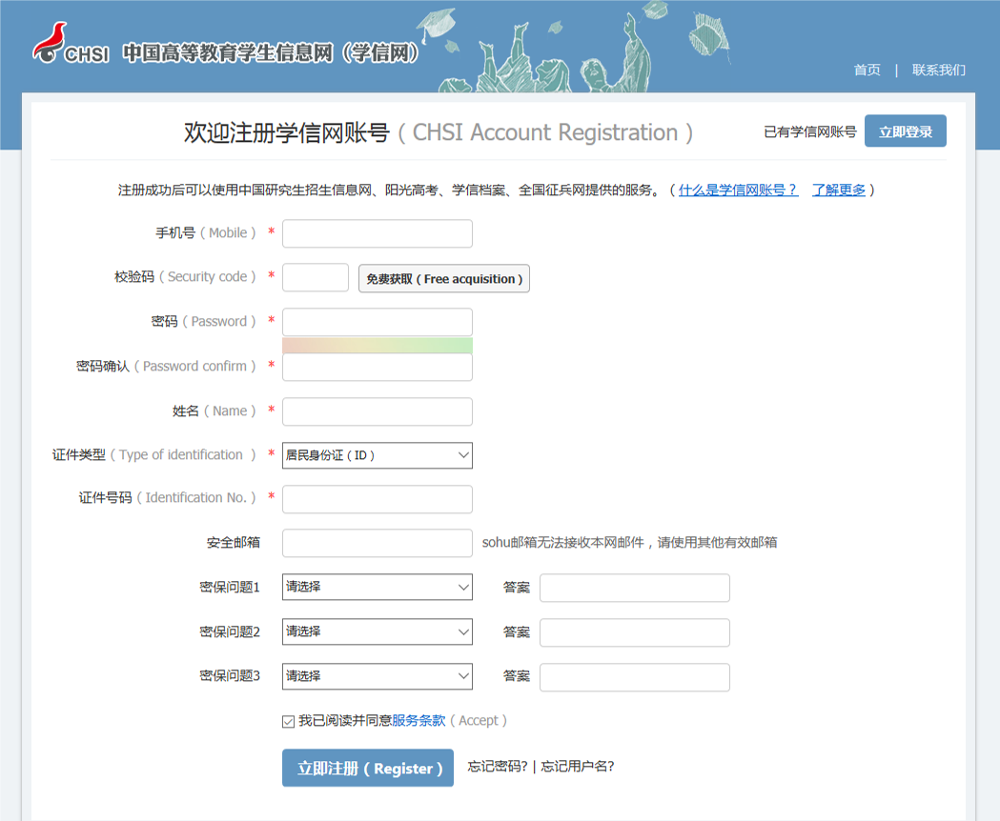 CHSI 中国高等教育学生信息网（学信网）
首页 | 联系我们
欢迎注册学信网账号（CHSI Account Registration） 已有学信网账号 立即登录
注册成功后可以使用中国研究生招生信息网、阳光高考、学信档案、全国征兵网提供的服务。（什么是学信网账号？ 了解更多）
手机号（Mobile） *
校验码（Security code） * 免费获取（Free acquisition）
密码（Password） *
密码确认（Password confirm） *
姓名（Name） *
证件类型（Type of identification ） * 居民身份证（ID）
证件号码（Identification No.） *
安全邮箱 sohu邮箱无法接收本网邮件，请使用其他有效邮箱
密保问题1 请选择 答案
密保问题2 请选择 答案
密保问题3 请选择 答案
我已阅读并同意服务条款（Accept）
立即注册（Register） 忘记密码? | 忘记用户名?